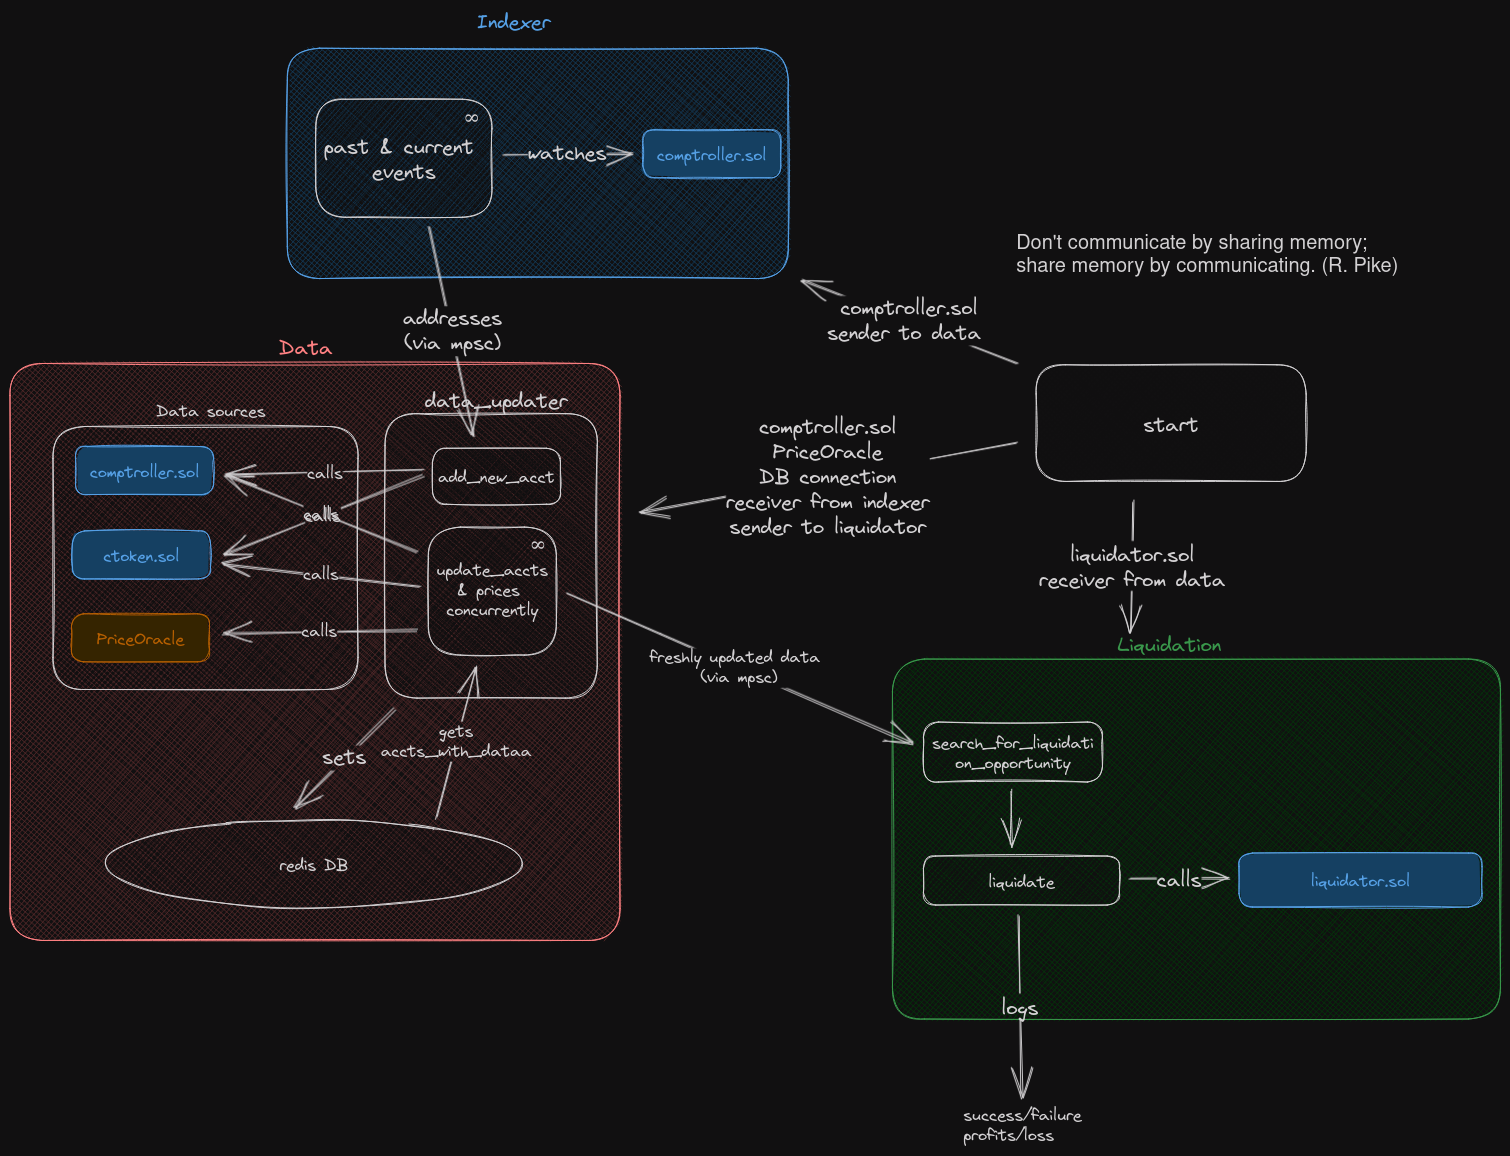 Indexer
∞
past & current
events
watches
comptroller.sol
Don't communicate by sharing memory;
share memory by communicating. (R. Pike)
comptroller.sol
sender to data
addresses
(via mpsc)
Data
start
comptroller.sol
PriceOracle
DB connection
receiver from indexer
sender to liquidator
data_updater
Data sources
comptroller.sol
calls
add_new_acct
calls
calls
ctoken.sol
∞
update_accts
& prices
concurrently
calls
PriceOracle
calls
liquidator.sol
receiver from data
Liquidation
freshly updated data
(via mpsc)
gets
accts_with_dataa
sets
redis DB
search_for_liquidati
on_opportunity
liquidate
calls
liquidator.sol
logs
success/failure
profits/loss